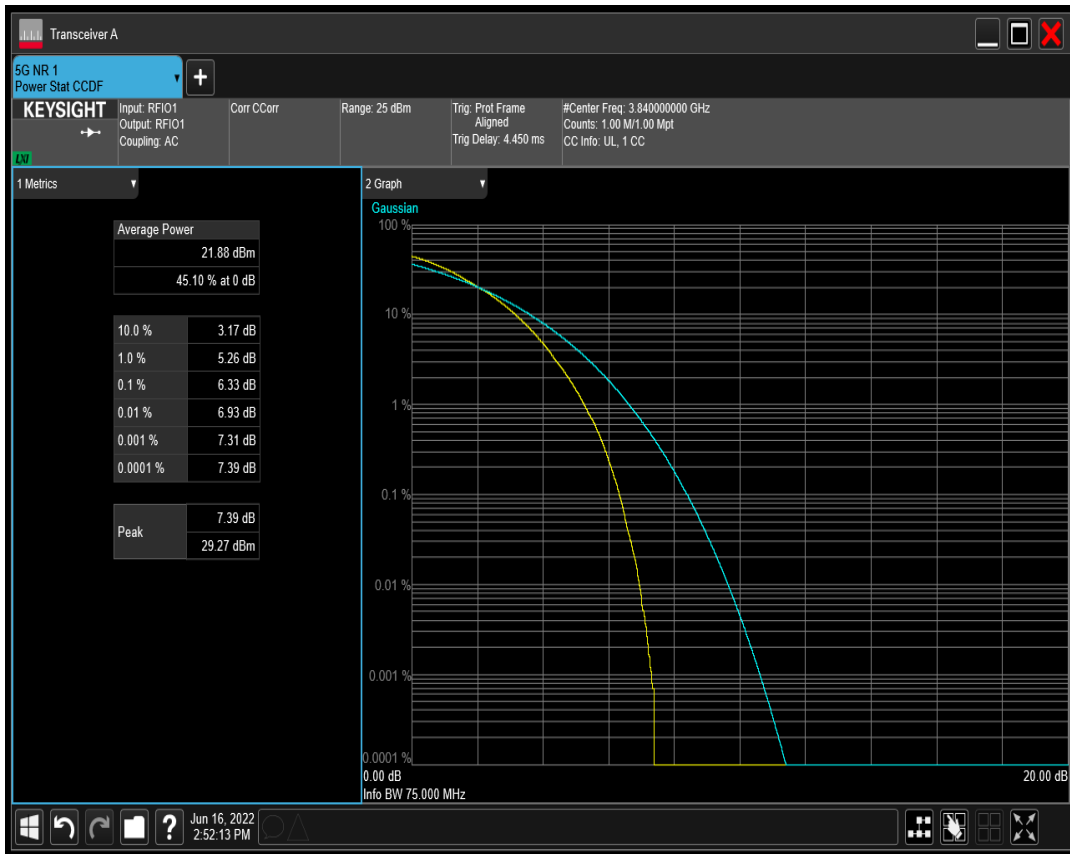 Transceiver A
5G NR 1
Power Stat CCDF
+
KEYSIGHT
LXI
Input: RFIO1
Output: RFIO1
Coupling: AC
Corr CCorr
Range: 25 dBm
Trig: Prot Frame
Aligned
Trig Delay: 4.450 ms
#Center Freq: 3.840000000 GHz
Counts: 1.00 M/1.00 Mpt
CC Info: UL, 1 CC
1 Metrics
Average Power
21.88 dBm
45.10 % at 0 dB
10.0 % 3.17 dB
1.0 % 5.26 dB
0.1 % 6.33 dB
0.01 % 6.93 dB
0.001 % 7.31 dB
0.0001 % 7.39 dB
Peak
7.39 dB
29.27 dBm
2 Graph
Gaussian
100 %
10 %
1 %
0.1 %
0.01 %
0.001 %
0.0001 %
0.00 dB 20.00 dB
Info BW 75.000 MHz
?
Jun 16, 2022
2:52:13 PM